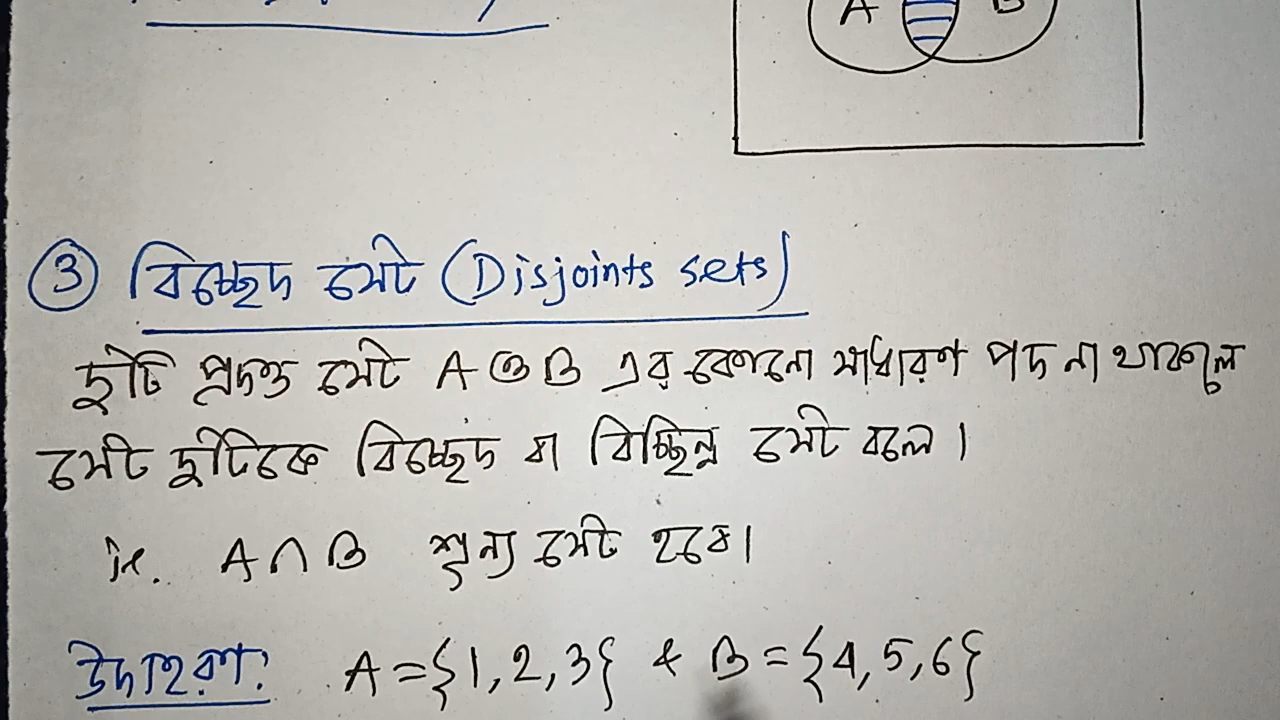 A B
③ বিচ্ছেদ সেট (Disjoints sets)
দুটি প্রদত্ত সেট A ও B এর কোনো সাধারণ পদ না থাকলে
সেট দুটিকে বিচ্ছেদ বা বিচ্ছিন্ন সেট বলে।
ie. A∩B শূন্য সেট হবে।
উদাহরণ: A={1,2,3} & B={4,5,6}